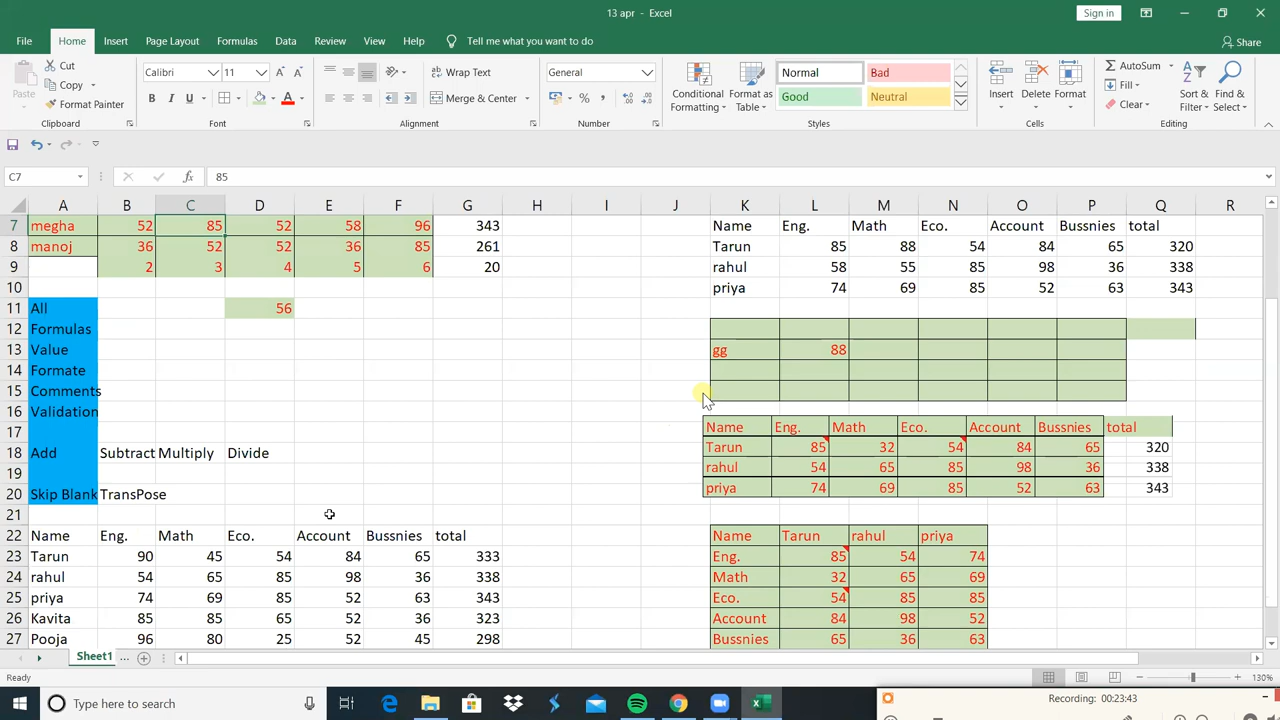 13 apr - Excel
Sign in
File Home Insert Page Layout Formulas Data Review View Help Tell me what you want to do Share
Paste Cut Copy Format Painter Clipboard
Calibri 11 B I U Font
Wrap Text Merge & Center Alignment
General % , Number
Conditional Formatting Format as Table Normal Bad Good Neutral Styles
Insert Delete Format Cells
AutoSum Fill Clear Sort & Filter Find & Select Editing
C7 fx 85
A B C D E F G H I J K L M N O P Q R
7 megha 52 85 52 58 96 343 Name Eng. Math Eco. Account Bussnies total
8 manoj 36 52 52 36 85 261 Tarun 85 88 54 84 65 320
9 2 3 4 5 6 20 rahul 58 55 85 98 36 338
10 priya 74 69 85 52 63 343
11 All 56
12 Formulas
13 Value gg 88
14 Formate
15 Comments
16 Validation
17 Name Eng. Math Eco. Account Bussnies total
18 Add Subtract Multiply Divide Tarun 85 32 54 84 65 320
19 rahul 54 65 85 98 36 338
20 Skip Blank TransPose priya 74 69 85 52 63 343
21
22 Name Eng. Math Eco. Account Bussnies total Name Tarun rahul priya
23 Tarun 90 45 54 84 65 333 Eng. 85 54 74
24 rahul 54 65 85 98 36 338 Math 32 65 69
25 priya 74 69 85 52 63 343 Eco. 54 85 85
26 Kavita 85 85 65 52 36 323 Account 84 98 52
27 Pooja 96 80 25 52 45 298 Bussnies 65 36 63
Sheet1 ...
Ready 130%
Type here to search
Recording: 00:23:43